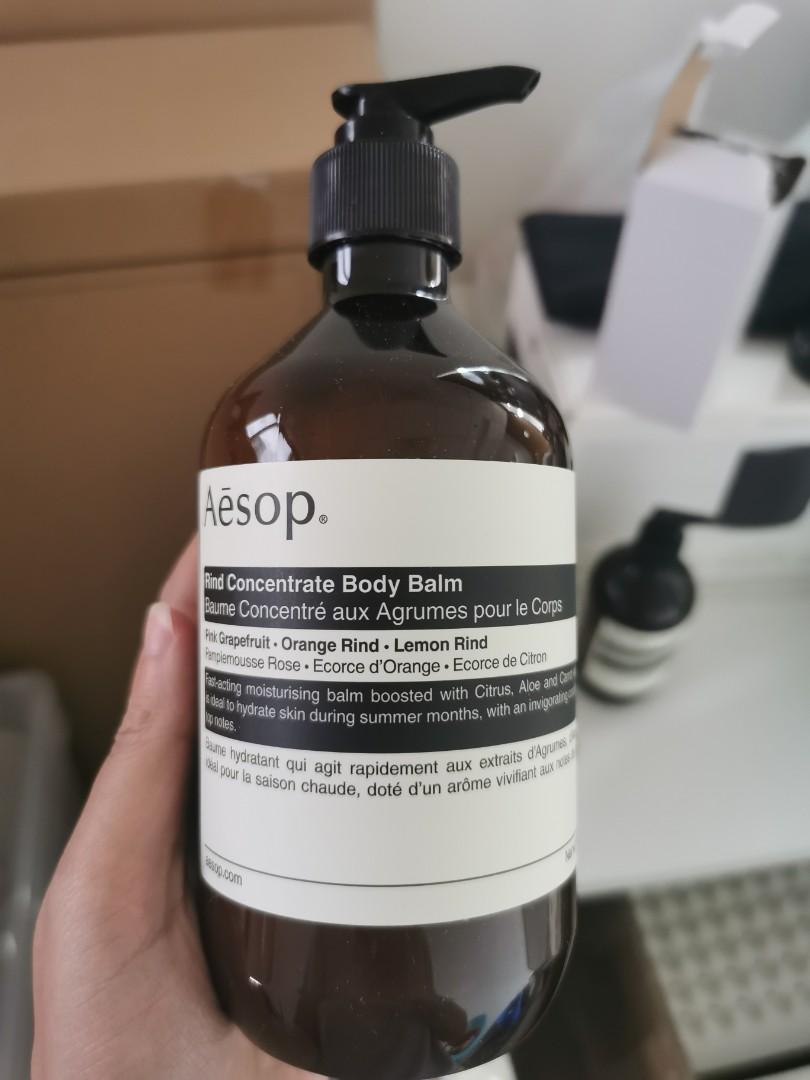 Aēsop®
Rind Concentrate Body Balm
Baume Concentré aux Agrumes pour le Corps
Pink Grapefruit • Orange Rind • Lemon Rind
Pamplemousse Rose • Ecorce d'Orange • Ecorce de Citron
Fast-acting moisturising balm boosted with Citrus, Aloe and
is ideal to hydrate skin during summer months, with an invigorating
top notes.
Baume hydratant qui agit rapidement aux extraits d'Agrumes,
idéal pour la saison chaude, doté d'un arôme vivifiant aux
aesop.com